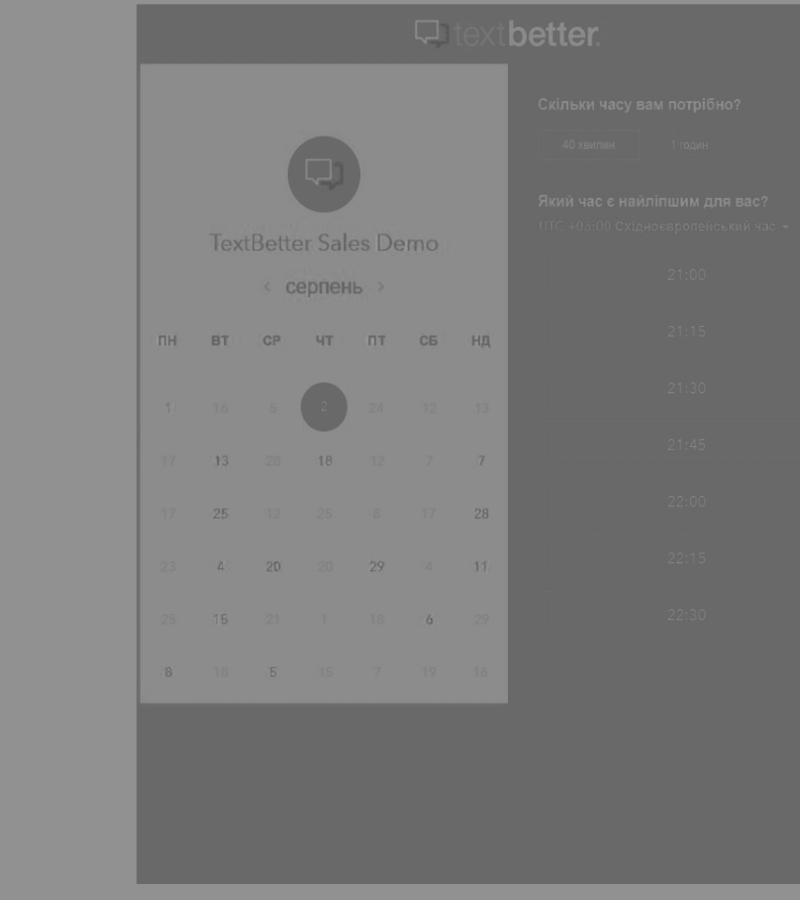 textbetter.
TextBetter Sales Demo
‹ серпень ›
ПН ВТ СР ЧТ ПТ СБ НД
1 16 5 2 24 12 13
17 13 28 18 12 7 7
17 25 12 25 8 17 28
23 4 20 20 29 4 11
25 15 21 1 18 6 29
8 18 5 15 7 19 16
Скільки часу вам потрібно?
40 хвилин 1 годин
Який час є найліпшим для вас?
UTC Східноєвропейський час
21:00
21:15
21:30
21:45
22:00
22:15
22:30